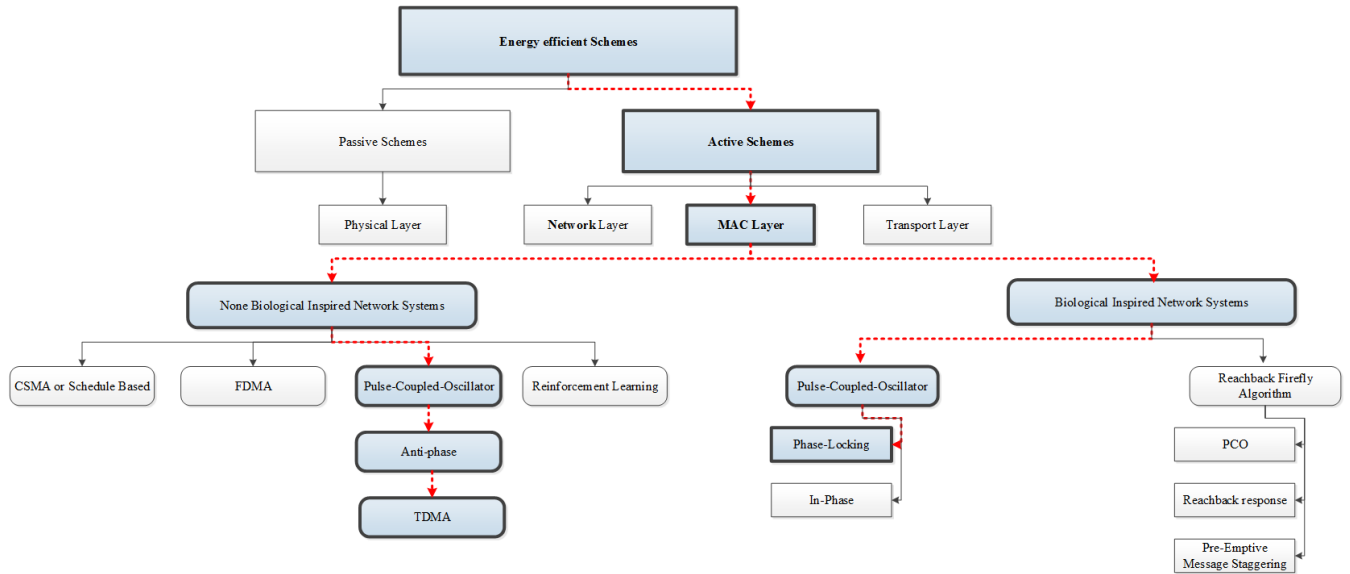 Energy efficient Schemes
Passive Schemes
Active Schemes
Physical Layer
Network Layer
MAC Layer
Transport Layer
None Biological Inspired Network Systems
Biological Inspired Network Systems
CSMA or Schedule Based
FDMA
Pulse-Coupled-Oscillator
Reinforcement Learning
Pulse-Coupled-Oscillator
Reachback Firefly
Algorithm
Anti-phase
Phase-Locking
PCO
TDMA
In-Phase
Reachback response
Pre-Emptive
Message Staggering